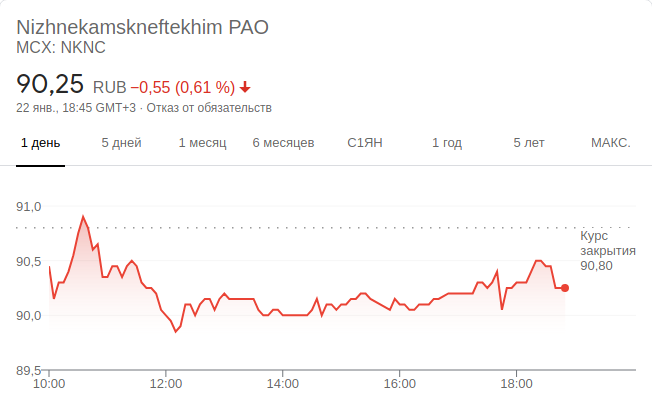 Nizhnekamskneftekhim PAO
MCX: NKNC
90,25 RUB −0,55 (0,61 %)
22 янв., 18:45 GMT+3 · Отказ от обязательств
1 день 5 дней 1 месяц 6 месяцев С1ЯН 1 год 5 лет МАКС.
91,0
Курс
закрытия
90,80
90,5
90,0
89,5
10:00 12:00 14:00 16:00 18:00